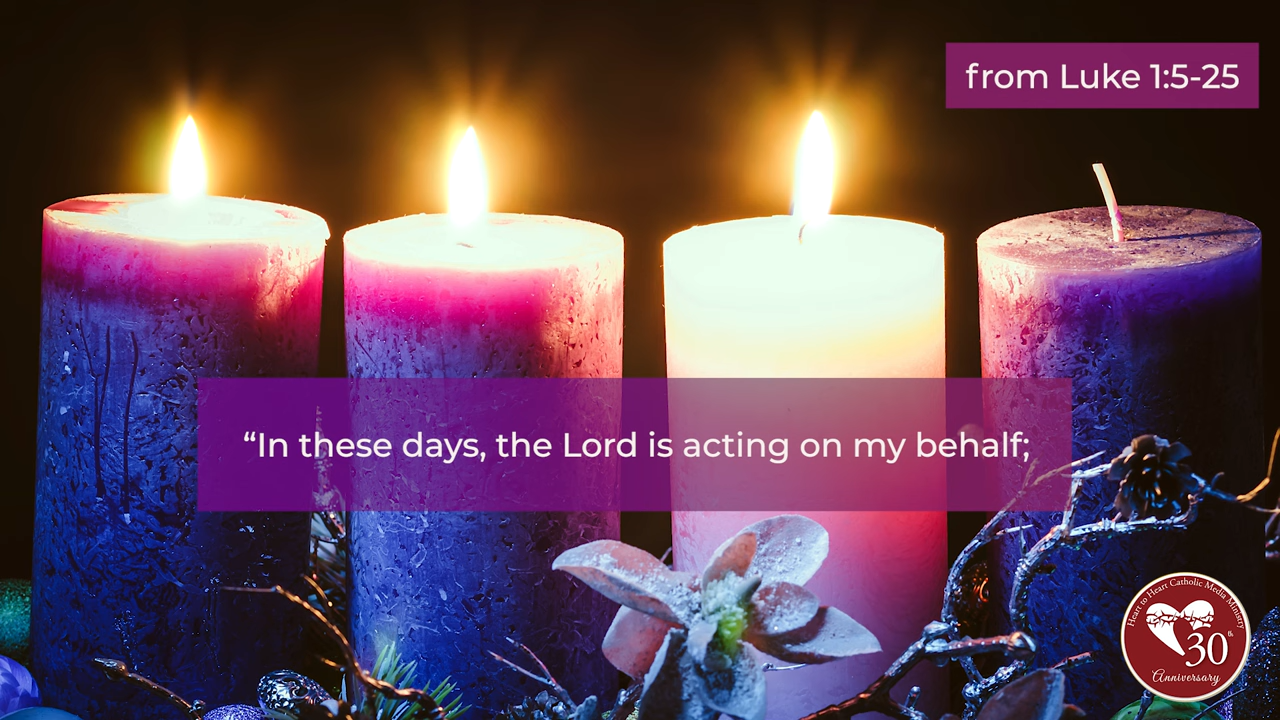 from Luke 1:5-25
“In these days, the Lord is acting on my behalf;
Heart to Heart Catholic Media Ministry
30th
Anniversary